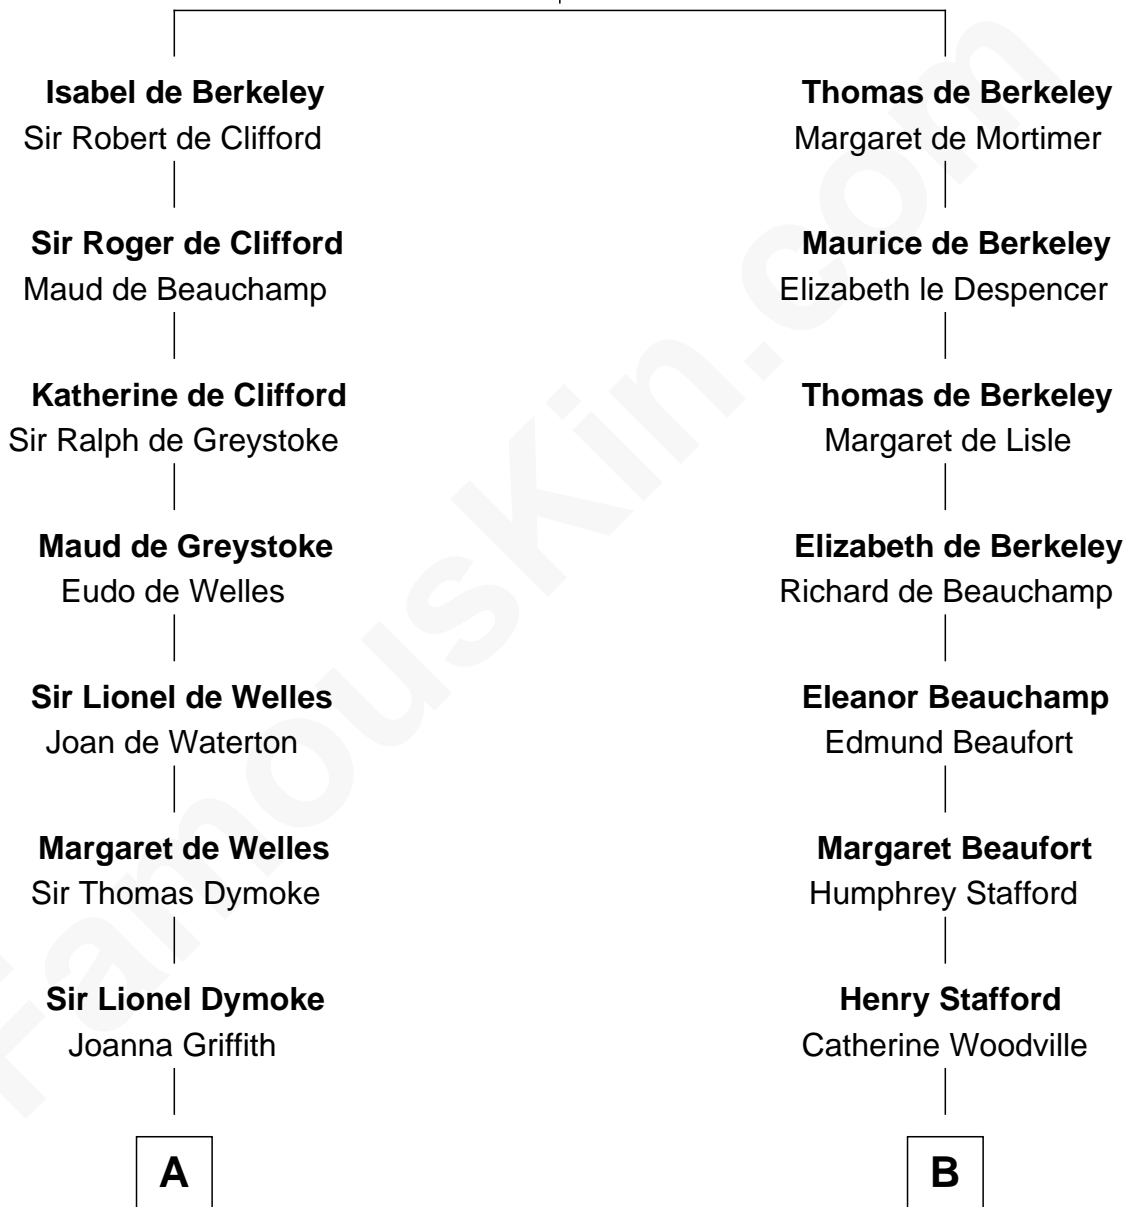 Isabel de Berkeley
Sir Robert de Clifford
Sir Roger de Clifford
Maud de Beauchamp
Katherine de Clifford
Sir Ralph de Greystoke
Maud de Greystoke
Eudo de Welles
Sir Lionel de Welles
Joan de Waterton
Margaret de Welles
Sir Thomas Dymoke
Sir Lionel Dymoke
Joanna Griffith
A
Thomas de Berkeley
Margaret de Mortimer
Maurice de Berkeley
Elizabeth le Despencer
Thomas de Berkeley
Margaret de Lisle
Elizabeth de Berkeley
Richard de Beauchamp
Eleanor Beauchamp
Edmund Beaufort
Margaret Beaufort
Humphrey Stafford
Henry Stafford
Catherine Woodville
B
FamousKin.com